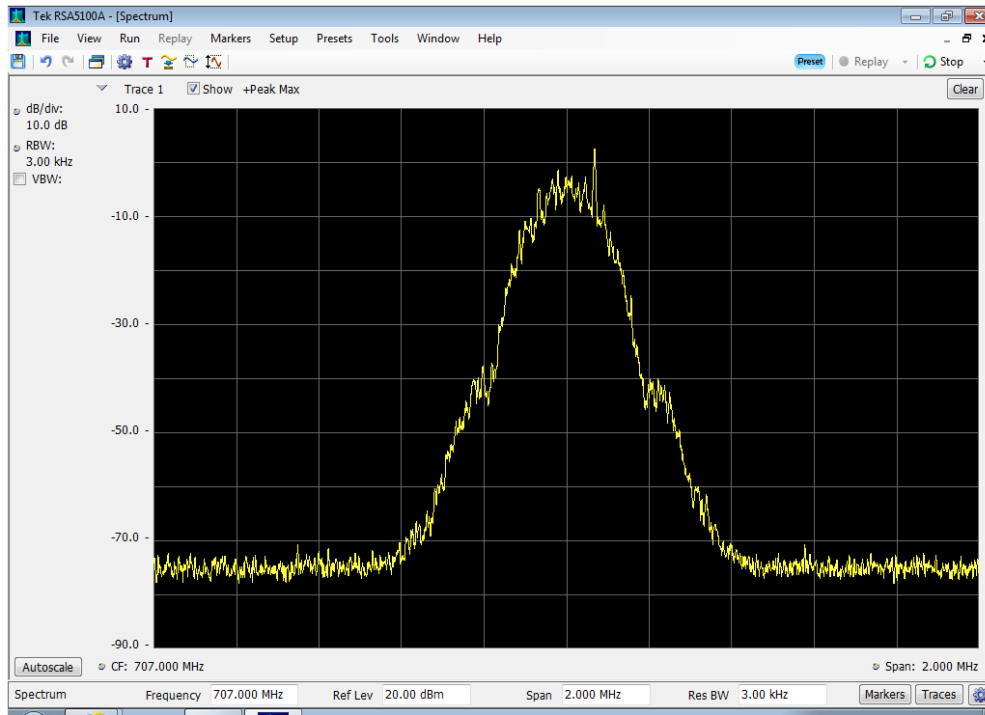 Tek RSA5100A - [Spectrum]
File View Run Replay Markers Setup Presets Tools Window Help
T Preset Replay Stop
Trace 1 Show +Peak Max Clear
dB/div:
10.0 dB
RBW:
3.00 kHz
VBW:
10.0 -
-10.0 -
-30.0 -
-50.0 -
-70.0 -
-90.0 -
Autoscale CF: 707.000 MHz Span: 2.000 MHz
Spectrum Frequency 707.000 MHz Ref Lev 20.00 dBm Span 2.000 MHz Res BW 3.00 kHz Markers Traces